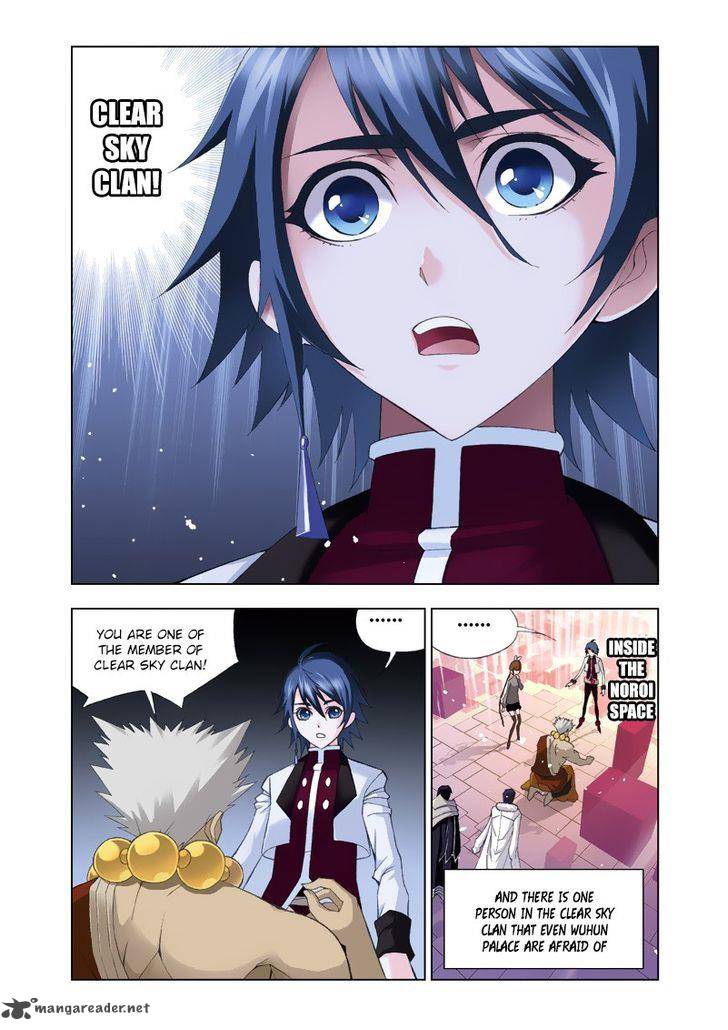 CLEAR
SKY
CLAN!
YOU ARE ONE OF
THE MEMBER OF
CLEAR SKY CLAN!
......
......
INSIDE
THE
NOROI
SPACE
AND THERE IS ONE
PERSON IN THE CLEAR SKY
CLAN THAT EVEN WUHUN
PALACE ARE AFRAID OF
mangareader.net